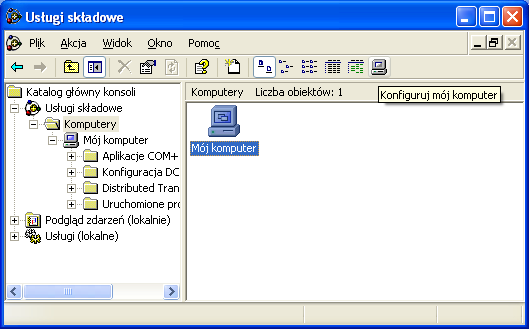 Usługi składowe
Plik Akcja Widok Okno Pomoc
Katalog główny konsoli
Usługi składowe
Komputery
Mój komputer
Aplikacje COM+
Konfiguracja DC
Distributed Tran
Uruchomione pro
Podgląd zdarzeń (lokalnie)
Usługi (lokalne)
Komputery Liczba obiektów: 1
Konfiguruj mój komputer
Mój komputer